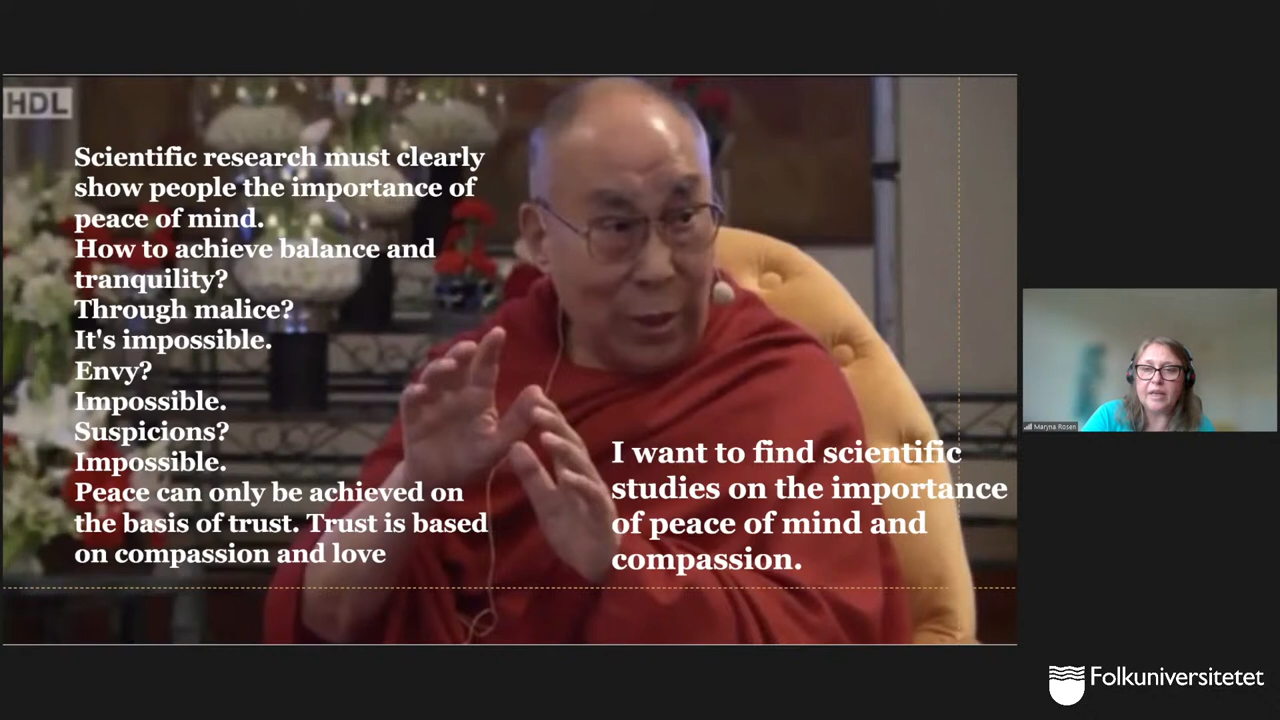 HDL
Scientific research must clearly
show people the importance of
peace of mind.
How to achieve balance and
tranquility?
Through malice?
It's impossible.
Envy?
Impossible.
Suspicions?
Impossible.
Peace can only be achieved on
the basis of trust. Trust is based
on compassion and love
I want to find scientific
studies on the importance
of peace of mind and
compassion.
Maryna Rosen
Folkuniversitetet